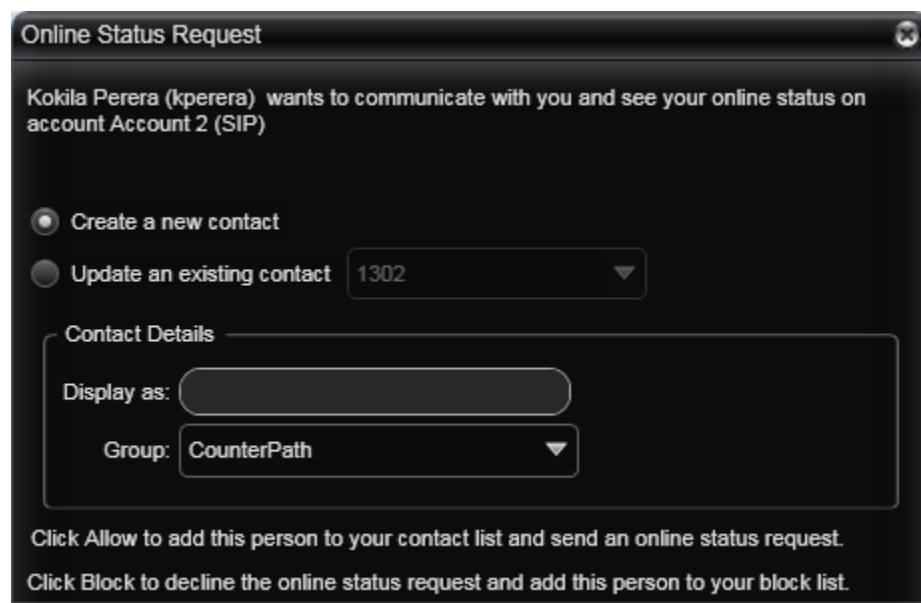 Online Status Request
Kokila Perera (kperera)  wants to communicate with you and see your online status on
account Account 2 (SIP)
Create a new contact
Update an existing contact 1302
Contact Details
Display as:
Group: CounterPath
Click Allow to add this person to your contact list and send an online status request.
Click Block to decline the online status request and add this person to your block list.